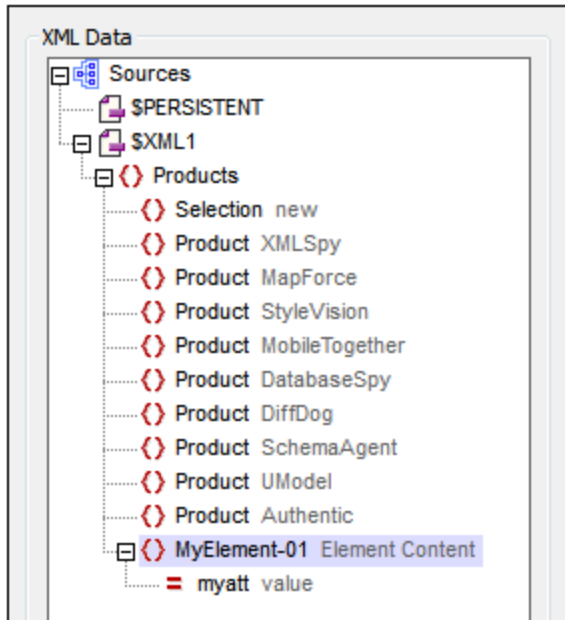 XML Data
Sources
$PERSISTENT
$XML1
Products
Selection new
Product XMLSpy
Product MapForce
Product StyleVision
Product MobileTogether
Product DatabaseSpy
Product DiffDog
Product SchemaAgent
Product UModel
Product Authentic
MyElement-01 Element Content
myatt value